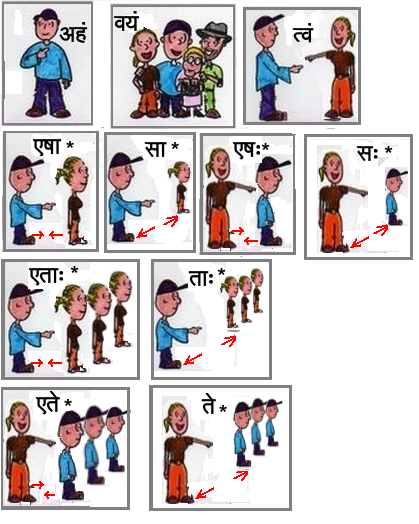 अहं
वयं
त्वं
एषा *
सा *
एषः*
सः *
एताः *
ताः*
एते *
ते *